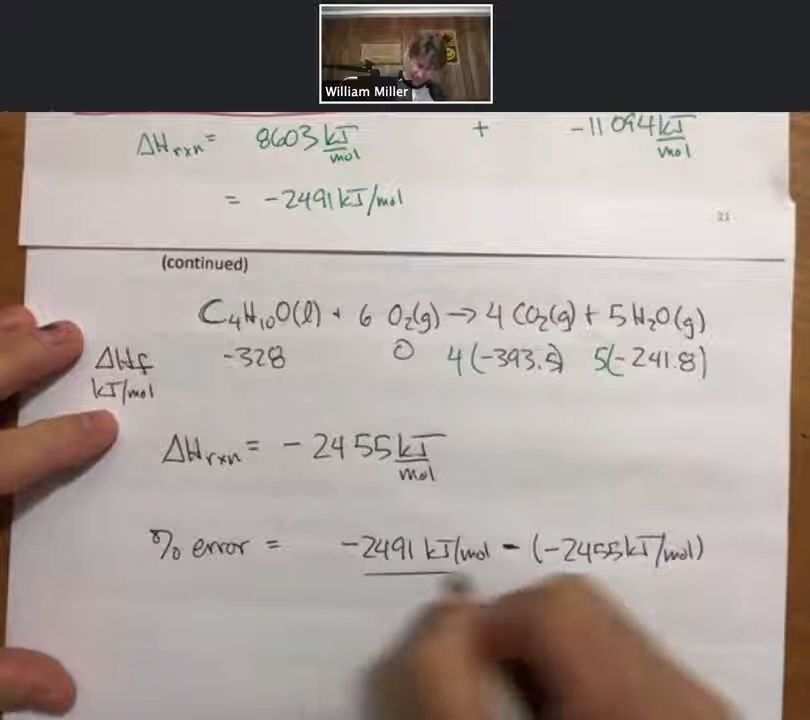 William Miller
ΔHrxn = 8603 kJ/mol + -11094 kJ/mol
= -2491 kJ/mol
21
(continued)
C₄H₁₀O(l) + 6 O₂(g) → 4 CO₂(g) + 5 H₂O(g)
ΔHf kJ/mol -328 0 4(-393.5) 5(-241.8)
ΔHrxn = -2455 kJ/mol
% error = -2491 kJ/mol - (-2455 kJ/mol)